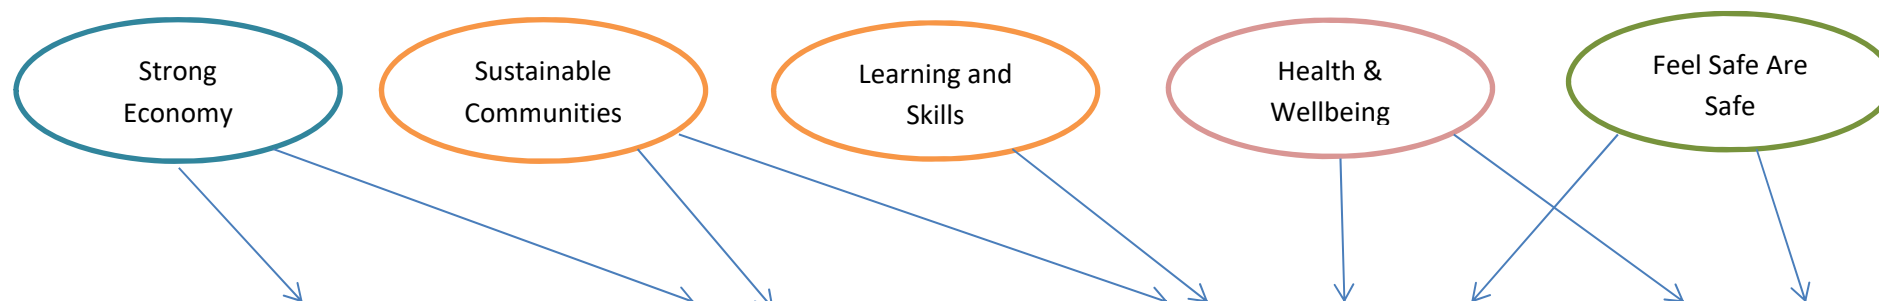 Strong
Economy
Sustainable
Communities
Learning and
Skills
Health &
Wellbeing
Feel Safe Are
Safe